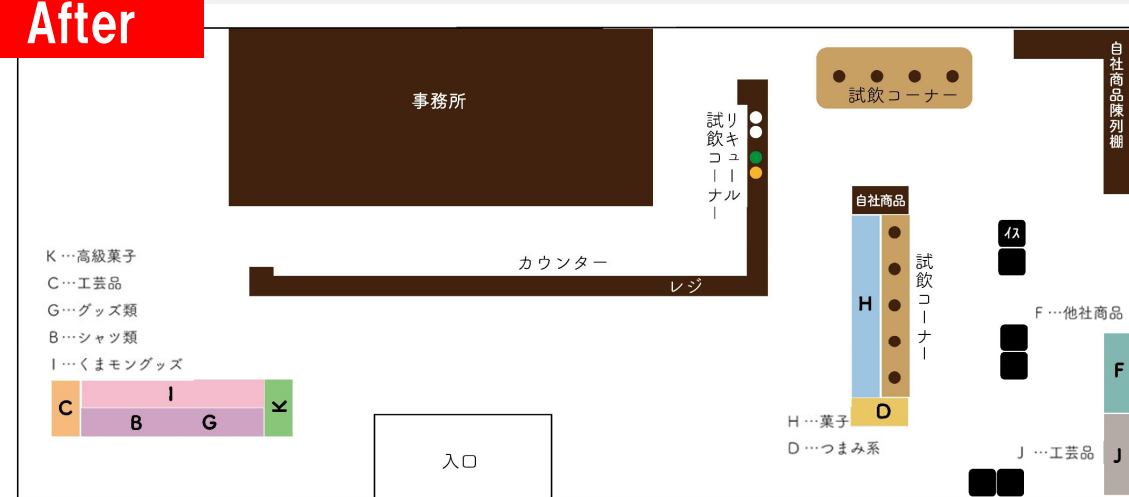 After
事務所
試飲コーナー
自社商品陳列棚
リキュール
試飲コーナー
自社商品
イス
試飲コーナー
カウンター
レジ
K…高級菓子
C…工芸品
G…グッズ類
B…シャツ類
I…くまモングッズ
C
I
B
G
K
H
D
H…菓子
D…つまみ系
F…他社商品
F
J…工芸品
J
入口